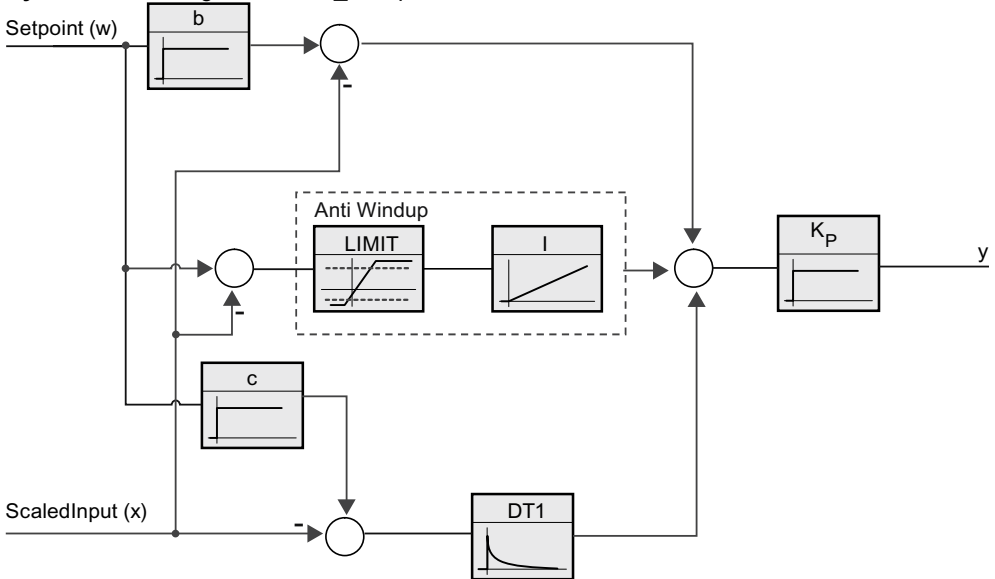 b
Setpoint (w)
-
Anti Windup
LIMIT
I
K_P
y
-
c
ScaledInput (x)
-
DT1